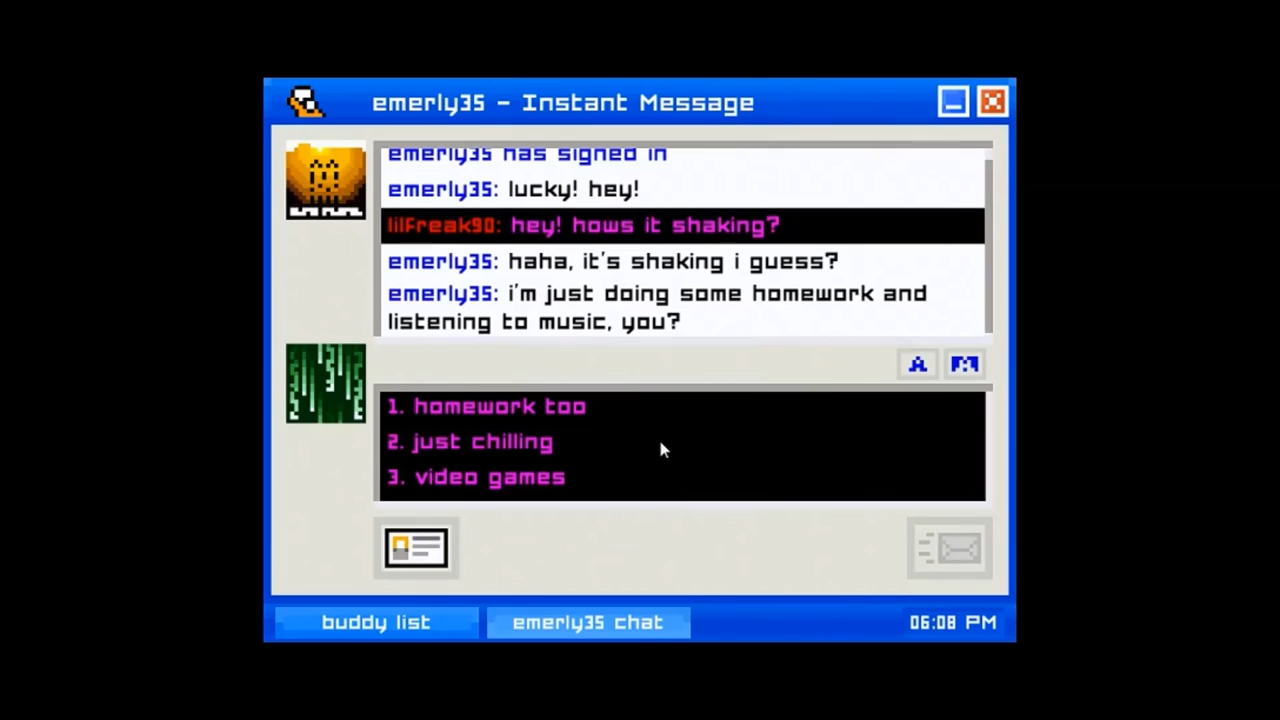 emerly35 - Instant Message
emerly35 has signed in
emerly35: lucky! hey!
lilfreak90: hey! hows it shaking?
emerly35: haha, it's shaking i guess?
emerly35: i'm just doing some homework and
listening to music, you?
1. homework too
2. just chilling
3. video games
buddy list
emerly35 chat
06:08 PM